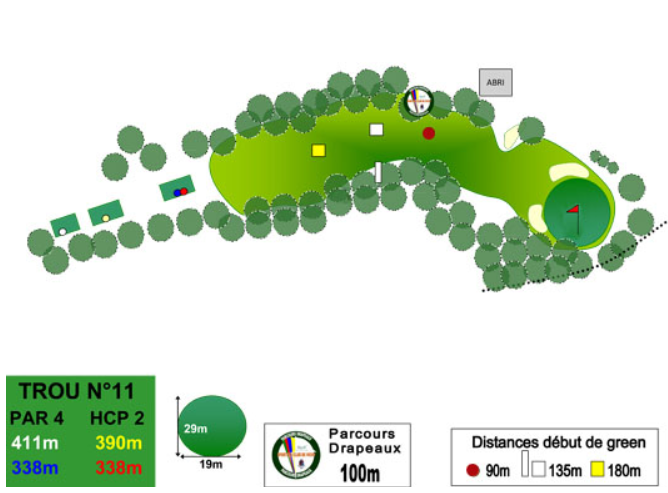 ABRI
TROU N°11
PAR 4 HCP 2
411m 390m
338m 338m
29m
19m
Parcours
Drapeaux
100m
Distances début de green
90m 135m 180m